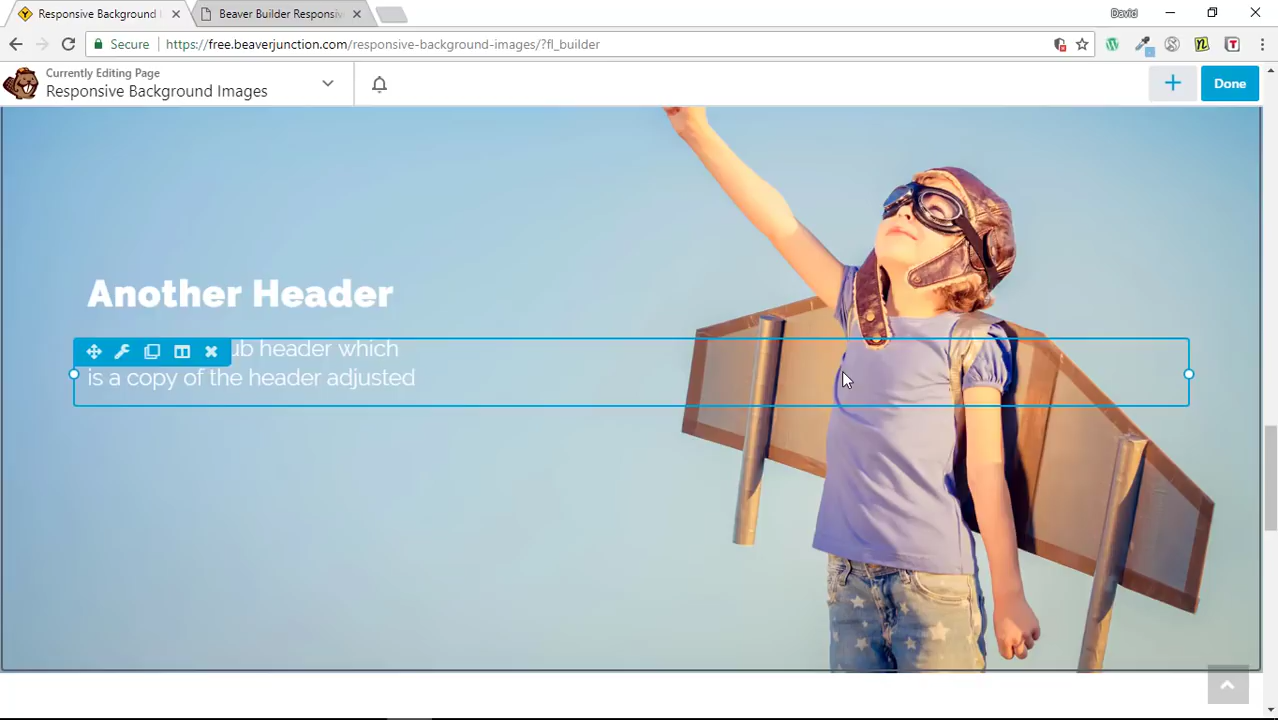 Responsive Background
Beaver Builder Responsiv
David
Secure
https://free.beaverjunction.com/responsive-background-images/?fl_builder
Currently Editing Page
Responsive Background Images
Done
Another Header
ub header which
is a copy of the header adjusted